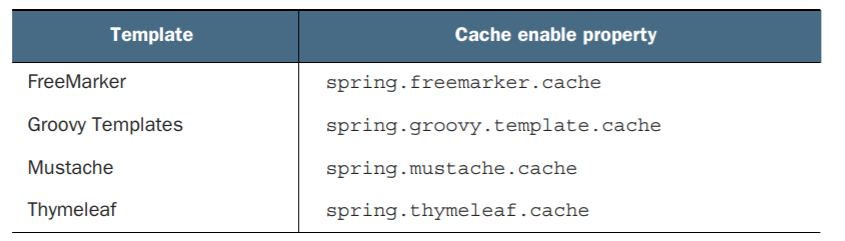 Template Cache enable property
FreeMarker spring.freemarker.cache
Groovy Templates spring.groovy.template.cache
Mustache spring.mustache.cache
Thymeleaf spring.thymeleaf.cache